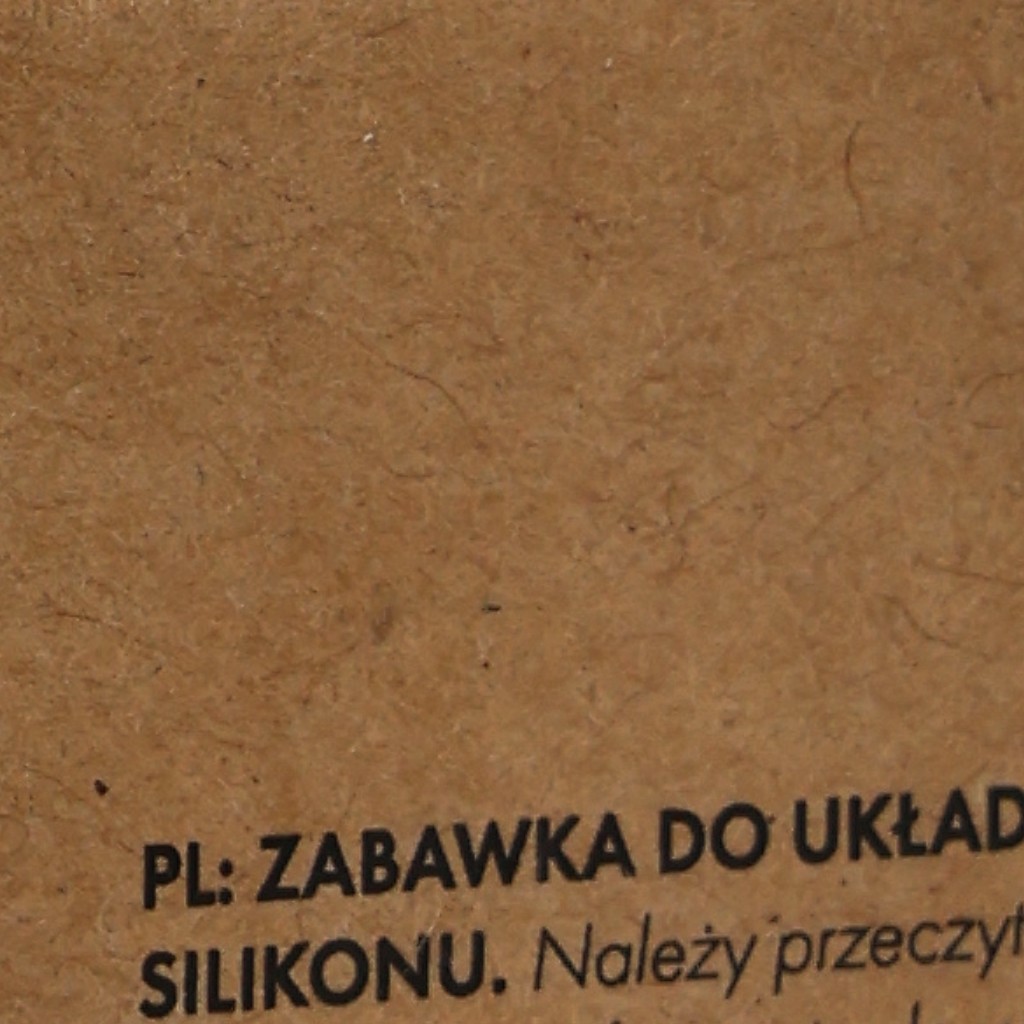 PL: ZABAWKA DO UKŁAD
SILIKONU. Należy przeczyt